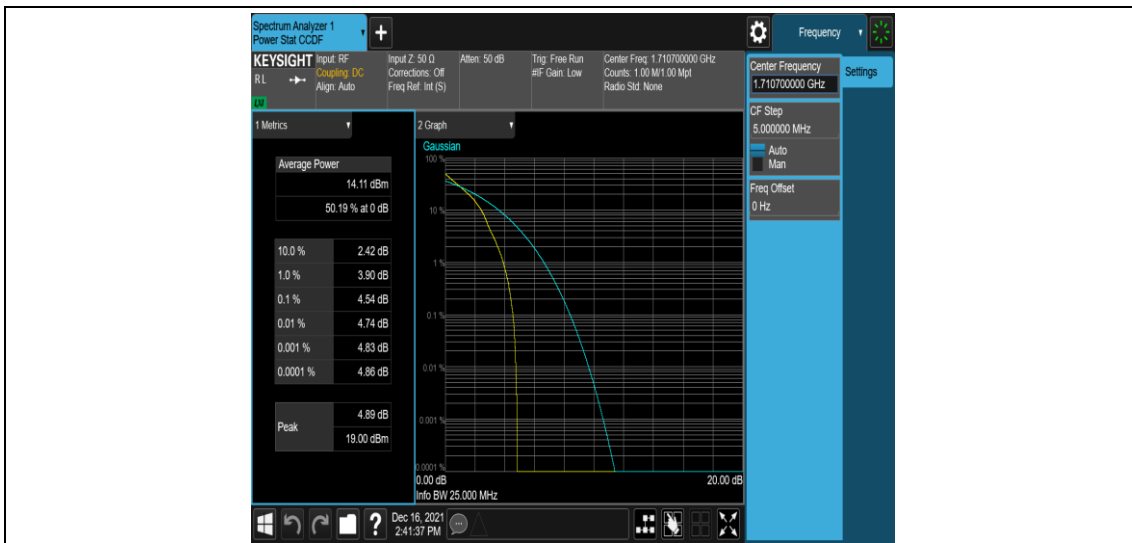 Spectrum Analyzer 1
Power Stat CCDF
+
Frequency
KEYSIGHT
Input: RF
Coupling: DC
Align: Auto
Input Z: 50 Ω
Corrections: Off
Freq Ref: Int (S)
Atten: 50 dB
Trig: Free Run
#IF Gain: Low
Center Freq: 1.710700000 GHz
Counts: 1.00 M/1.00 Mpt
Radio Std: None
RL
Center Frequency
1.710700000 GHz
Settings
CF Step
5.000000 MHz
Auto
Man
Freq Offset
0 Hz
1 Metrics
Average Power
14.11 dBm
50.19 % at 0 dB
10.0 % 2.42 dB
1.0 % 3.90 dB
0.1 % 4.54 dB
0.01 % 4.74 dB
0.001 % 4.83 dB
0.0001 % 4.86 dB
Peak
4.89 dB
19.00 dBm
2 Graph
Gaussian
100 %
10 %
1 %
0.1 %
0.01 %
0.001 %
0.0001 %
0.00 dB 20.00 dB
Info BW 25.000 MHz
?
Dec 16, 2021
2:41:37 PM